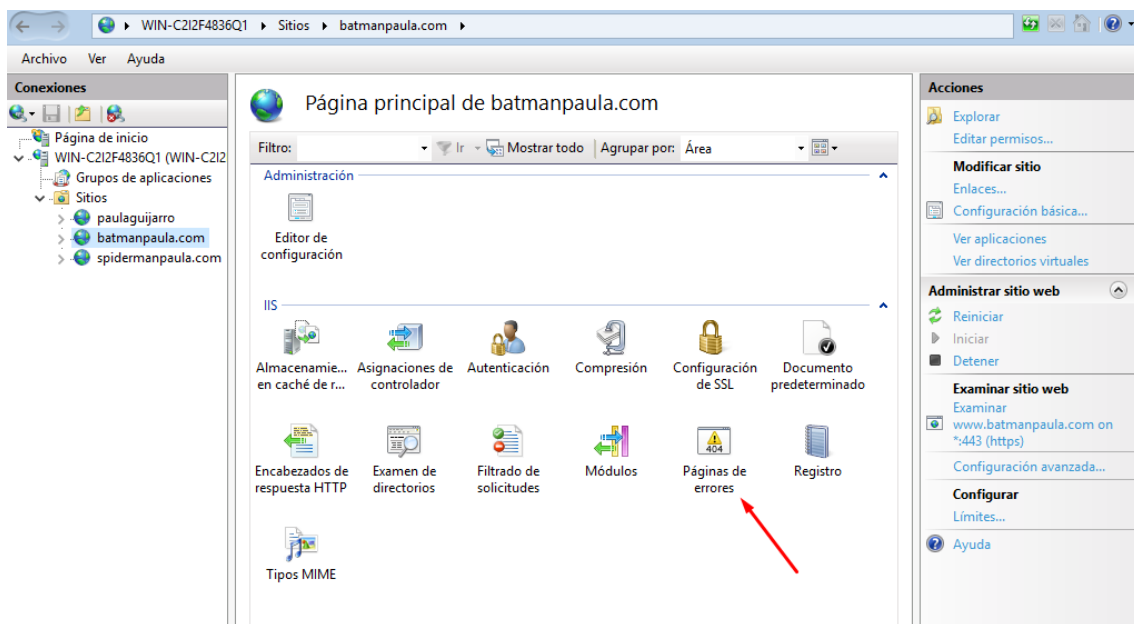 WIN-C2I2F4836Q1 Sitios batmanpaula.com
Archivo Ver Ayuda
Conexiones
Página de inicio
WIN-C2I2F4836Q1 (WIN-C2I2
Grupos de aplicaciones
Sitios
paulaguijarro
batmanpaula.com
spidermanpaula.com
Página principal de batmanpaula.com
Filtro: Ir Mostrar todo Agrupar por: Área
Administración
Editor de
configuración
IIS
Almacenamie...
en caché de r...
Asignaciones de
controlador
Autenticación
Compresión
Configuración
de SSL
Documento
predeterminado
Encabezados de
respuesta HTTP
Examen de
directorios
Filtrado de
solicitudes
Módulos
404
Páginas de
errores
Registro
Tipos MIME
Acciones
Explorar
Editar permisos...
Modificar sitio
Enlaces...
Configuración básica...
Ver aplicaciones
Ver directorios virtuales
Administrar sitio web
Reiniciar
Iniciar
Detener
Examinar sitio web
Examinar
www.batmanpaula.com on
*:443 (https)
Configuración avanzada...
Configurar
Límites...
Ayuda